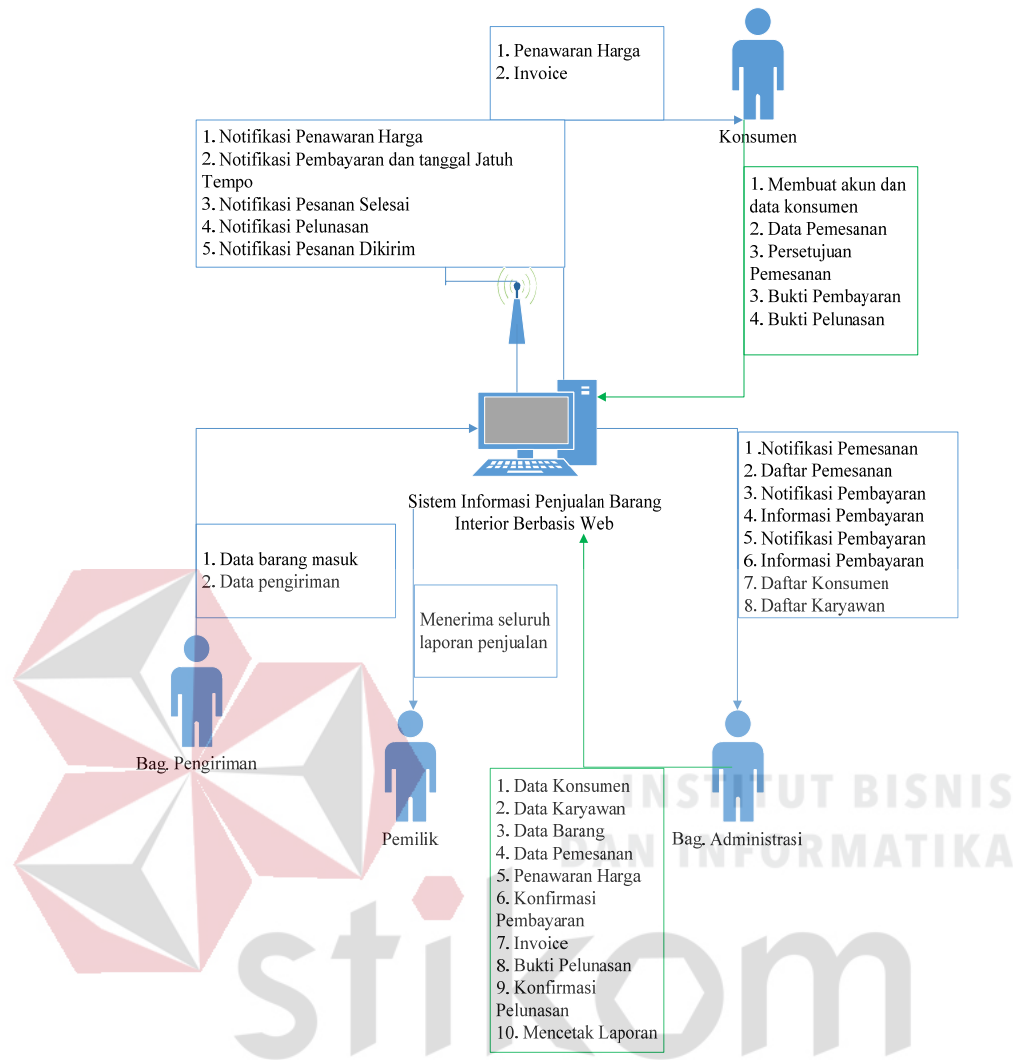 1. Penawaran Harga
2. Invoice
Konsumen
1. Notifikasi Penawaran Harga
2. Notifikasi Pembayaran dan tanggal Jatuh
Tempo
3. Notifikasi Pesanan Selesai
4. Notifikasi Pelunasan
5. Notifikasi Pesanan Dikirim
1. Membuat akun dan
data konsumen
2. Data Pemesanan
3. Persetujuan
Pemesanan
3. Bukti Pembayaran
4. Bukti Pelunasan
1 .Notifikasi Pemesanan
2. Daftar Pemesanan
3. Notifikasi Pembayaran
4. Informasi Pembayaran
5. Notifikasi Pembayaran
6. Informasi Pembayaran
7. Daftar Konsumen
8. Daftar Karyawan
Sistem Informasi Penjualan Barang
Interior Berbasis Web
1. Data barang masuk
2. Data pengiriman
Menerima seluruh
laporan penjualan
Bag. Pengiriman
Pemilik
Bag. Administrasi
1. Data Konsumen
2. Data Karyawan
3. Data Barang
4. Data Pemesanan
5. Penawaran Harga
6. Konfirmasi
Pembayaran
7. Invoice
8. Bukti Pelunasan
9. Konfirmasi
Pelunasan
10. Mencetak Laporan
INSTITUT BISNIS
DAN INFORMATIKA
stikom